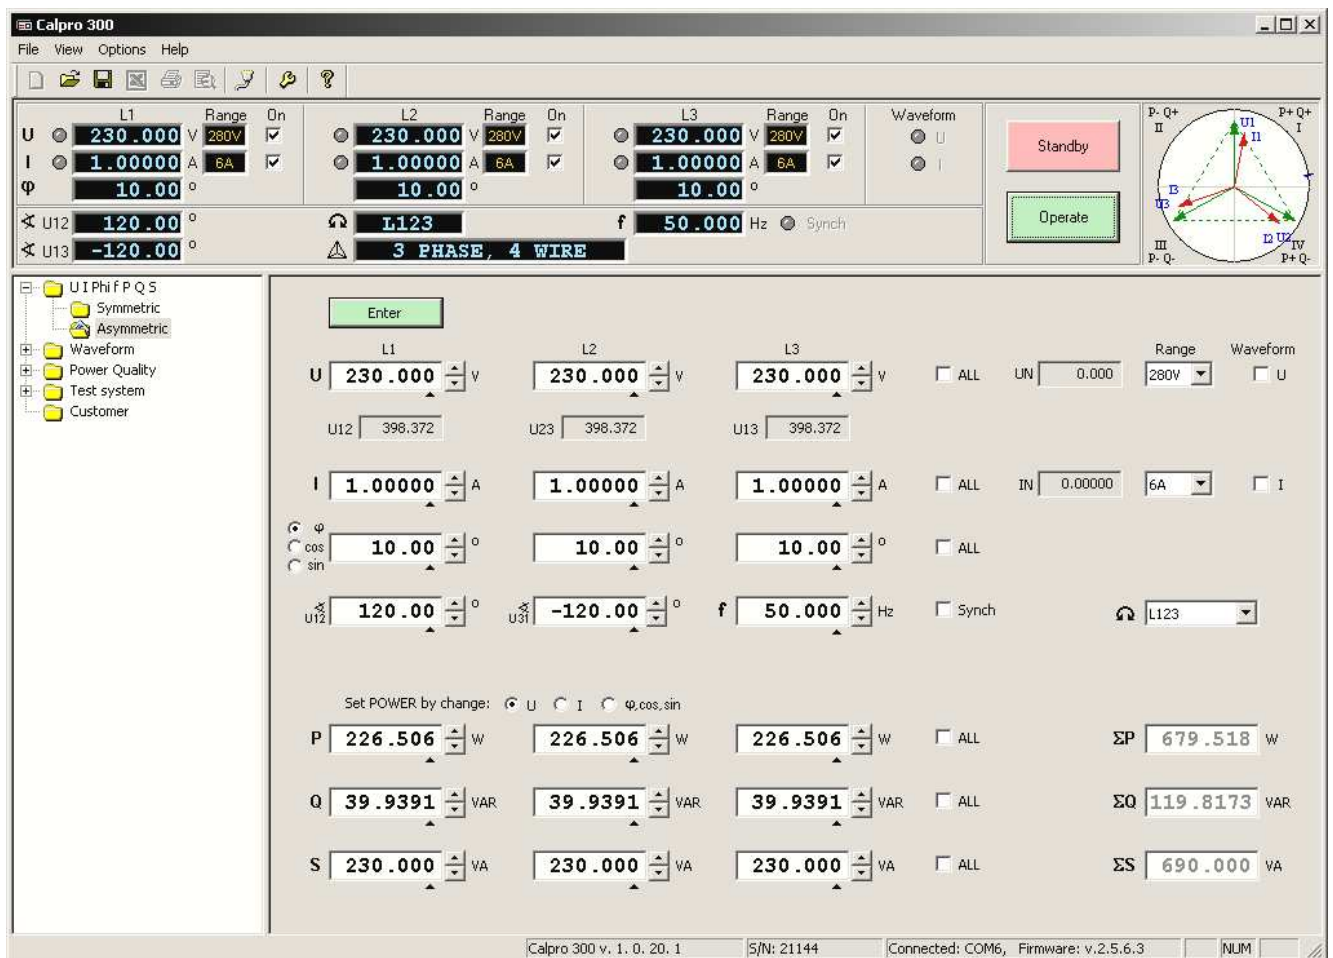 Calpro 300
File View Options Help
L1 Range On L2 Range On L3 Range On Waveform
U 230.000 V 280V 230.000 V 280V 230.000 V 280V U
I 1.00000 A 6A 1.00000 A 6A 1.00000 A 6A I
φ 10.00 ° 10.00 ° 10.00 °
∢ U12 120.00 ° L123 f 50.000 Hz Synch
∢ U13 -120.00 ° 3 PHASE, 4 WIRE
Standby
Operate
P- Q+ P+ Q+
II I
U1
I1
I3
U3
I2 U2
III IV
P- Q- P+ Q-
U I Phi f P Q S
Symmetric
Asymmetric
Waveform
Power Quality
Test system
Customer
Enter
L1 L2 L3 Range Waveform
U 230.000 V 230.000 V 230.000 V ALL UN 0.000 280V U
U12 398.372 U23 398.372 U13 398.372
I 1.00000 A 1.00000 A 1.00000 A ALL IN 0.00000 6A I
φ
cos 10.00 ° 10.00 ° 10.00 ° ALL
sin
∢ U12 120.00 ° ∢ U31 -120.00 ° f 50.000 Hz Synch L123
Set POWER by change: U I φ,cos,sin
P 226.506 W 226.506 W 226.506 W ALL ΣP 679.518 W
Q 39.9391 VAR 39.9391 VAR 39.9391 VAR ALL ΣQ 119.8173 VAR
S 230.000 VA 230.000 VA 230.000 VA ALL ΣS 690.000 VA
Calpro 300 v. 1. 0. 20. 1 S/N: 21144 Connected: COM6, Firmware: v.2.5.6.3 NUM